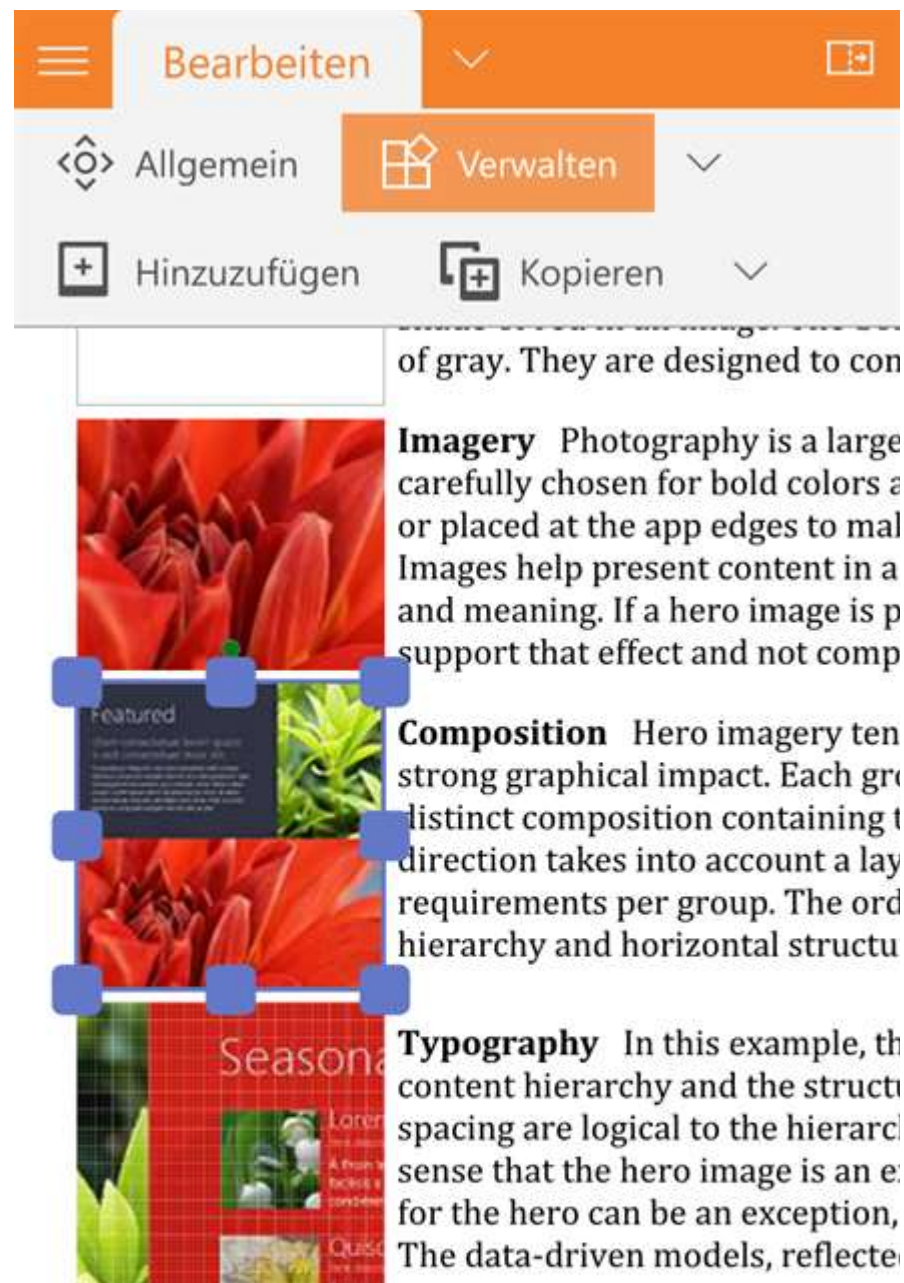 Bearbeiten
Allgemein
Verwalten
Hinzuzufügen
Kopieren
of gray. They are designed to con
Imagery Photography is a large
carefully chosen for bold colors a
or placed at the app edges to mak
Images help present content in a
and meaning. If a hero image is p
support that effect and not comp
Featured
Composition Hero imagery ten
strong graphical impact. Each gro
distinct composition containing t
direction takes into account a lay
requirements per group. The ord
hierarchy and horizontal structu
Typography In this example, th
Seasona
content hierarchy and the structu
Lorem
spacing are logical to the hierarch
sense that the hero image is an ex
for the hero can be an exception,
Quisq
The data-driven models, reflected